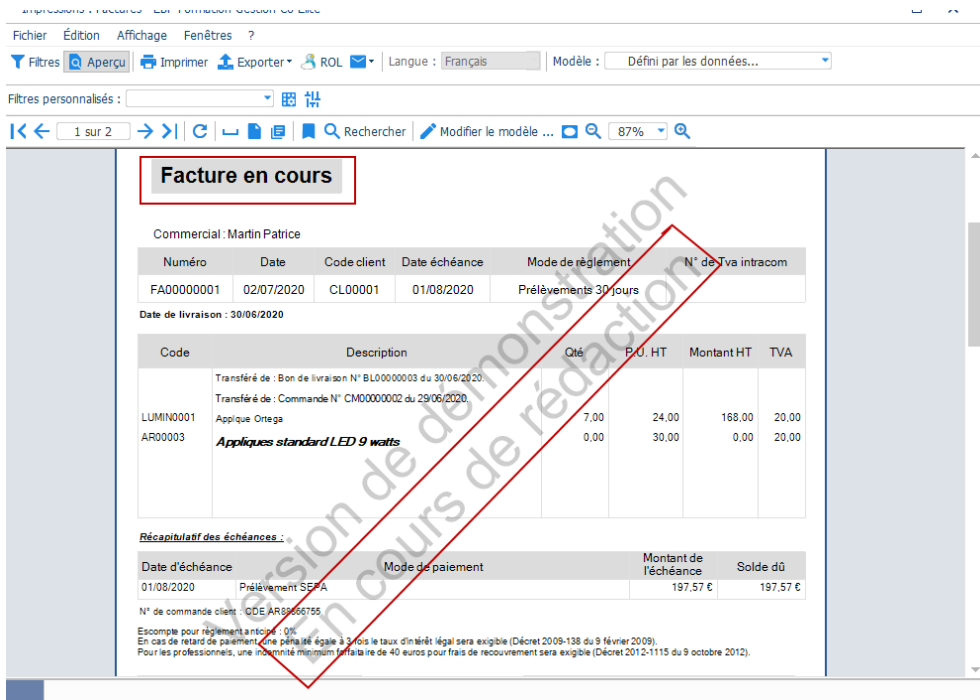 Impressions : Factures - EBP Formation Gestion Co Elite
Fichier Édition Affichage Fenêtres ?
Filtres Aperçu Imprimer Exporter ROL Langue : Français Modèle : Défini par les données...
Filtres personnalisés :
1 sur 2 Rechercher Modifier le modèle ... 87%
Facture en cours
Commercial : Martin Patrice
Numéro Date Code client Date échéance Mode de règlement N° de Tva intracom
FA00000001 02/07/2020 CL00001 01/08/2020 Prélèvements 30 jours
Date de livraison : 30/06/2020
Code Description Qté P.U. HT Montant HT TVA
Transféré de : Bon de livraison N° BL00000003 du 30/06/2020.
Transféré de : Commande N° CM00000002 du 29/06/2020.
LUMIN0001 Applique Ortega 7,00 24,00 168,00 20,00
AR00003 Appliques standard LED 9 watts 0,00 30,00 0,00 20,00
Version de démonstration
En cours de rédaction
Récapitulatif des échéances :
Date d'échéance Mode de paiement Montant de l'échéance Solde dû
01/08/2020 Prélèvement SEPA 197,57 € 197,57 €
N° de commande client : CDE AR89566755
Escompte pour règlement anticipé : 0%
En cas de retard de paiement, une pénalité égale à 3 fois le taux d'intérêt légal sera exigible (Décret 2009-138 du 9 février 2009).
Pour les professionnels, une indemnité minimum forfaitaire de 40 euros pour frais de recouvrement sera exigible (Décret 2012-1115 du 9 octobre 2012).